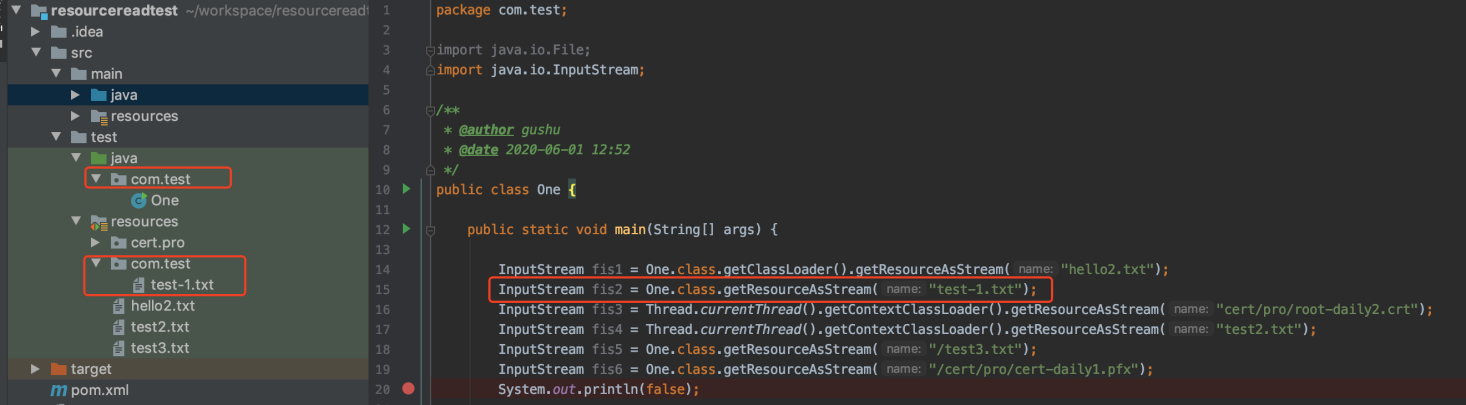 resourcereadtest ~/workspace/resourceread
.idea
src
main
java
resources
test
java
com.test
One
resources
cert.pro
com.test
test-1.txt
hello2.txt
test2.txt
test3.txt
target
pom.xml
1 package com.test;
2
3 import java.io.File;
4 import java.io.InputStream;
5
6 /**
7 * @author gushu
8 * @date 2020-06-01 12:52
9 */
10 public class One {
11
12 public static void main(String[] args) {
13
14 InputStream fis1 = One.class.getClassLoader().getResourceAsStream( name: "hello2.txt");
15 InputStream fis2 = One.class.getResourceAsStream( name: "test-1.txt");
16 InputStream fis3 = Thread.currentThread().getContextClassLoader().getResourceAsStream( name: "cert/pro/root-daily2.crt");
17 InputStream fis4 = Thread.currentThread().getContextClassLoader().getResourceAsStream( name: "test2.txt");
18 InputStream fis5 = One.class.getResourceAsStream( name: "/test3.txt");
19 InputStream fis6 = One.class.getResourceAsStream( name: "/cert/pro/cert-daily1.pfx");
20 System.out.println(false);